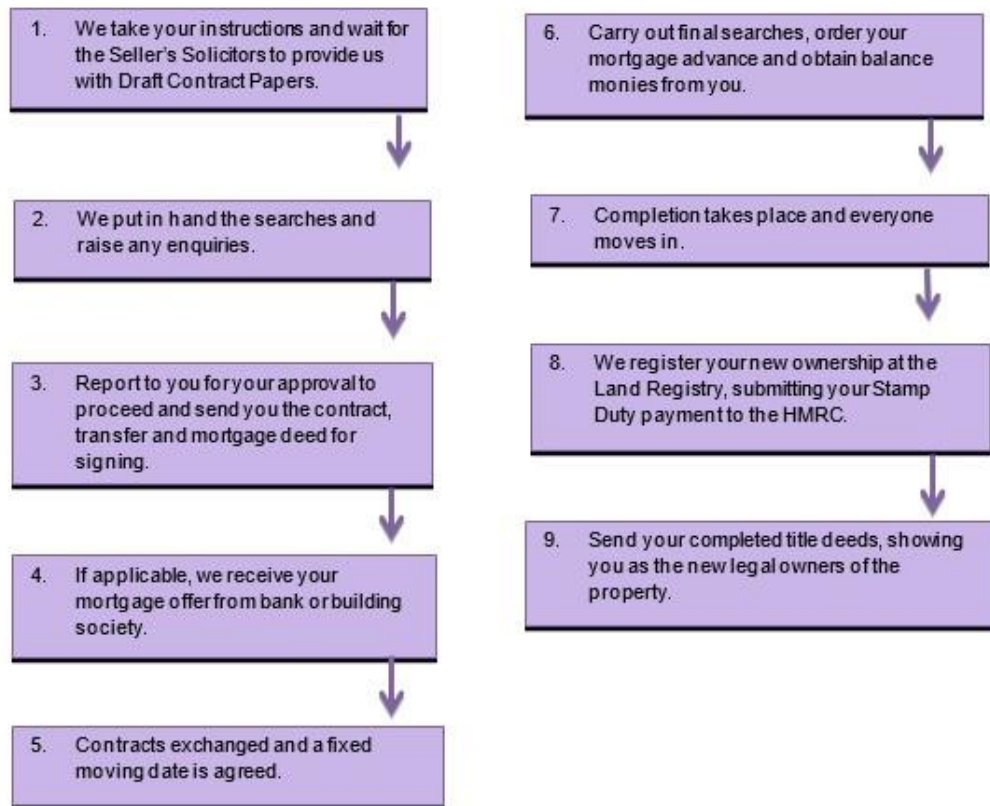 1. We take your instructions and wait for
the Seller's Solicitors to provide us
with Draft Contract Papers.
2. We put in hand the searches and
raise any enquiries.
3. Report to you for your approval to
proceed and send you the contract,
transfer and mortgage deed for
signing.
4. If applicable, we receive your
mortgage offer from bank or building
society.
5. Contracts exchanged and a fixed
moving date is agreed.
6. Carry out final searches, order your
mortgage advance and obtain balance
monies from you.
7. Completion takes place and everyone
moves in.
8. We register your new ownership at the
Land Registry, submitting your Stamp
Duty payment to the HMRC.
9. Send your completed title deeds, showing
you as the new legal owners of the
property.